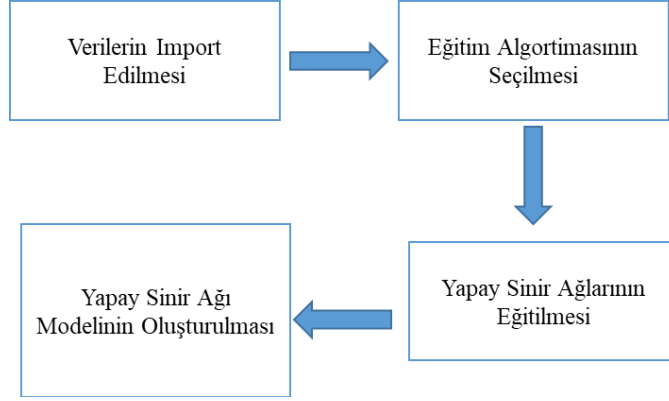 Verilerin Import
Edilmesi
Eğitim Algortimasının
Seçilmesi
Yapay Sinir Ağlarının
Eğitilmesi
Yapay Sinir Ağı
Modelinin Oluşturulması